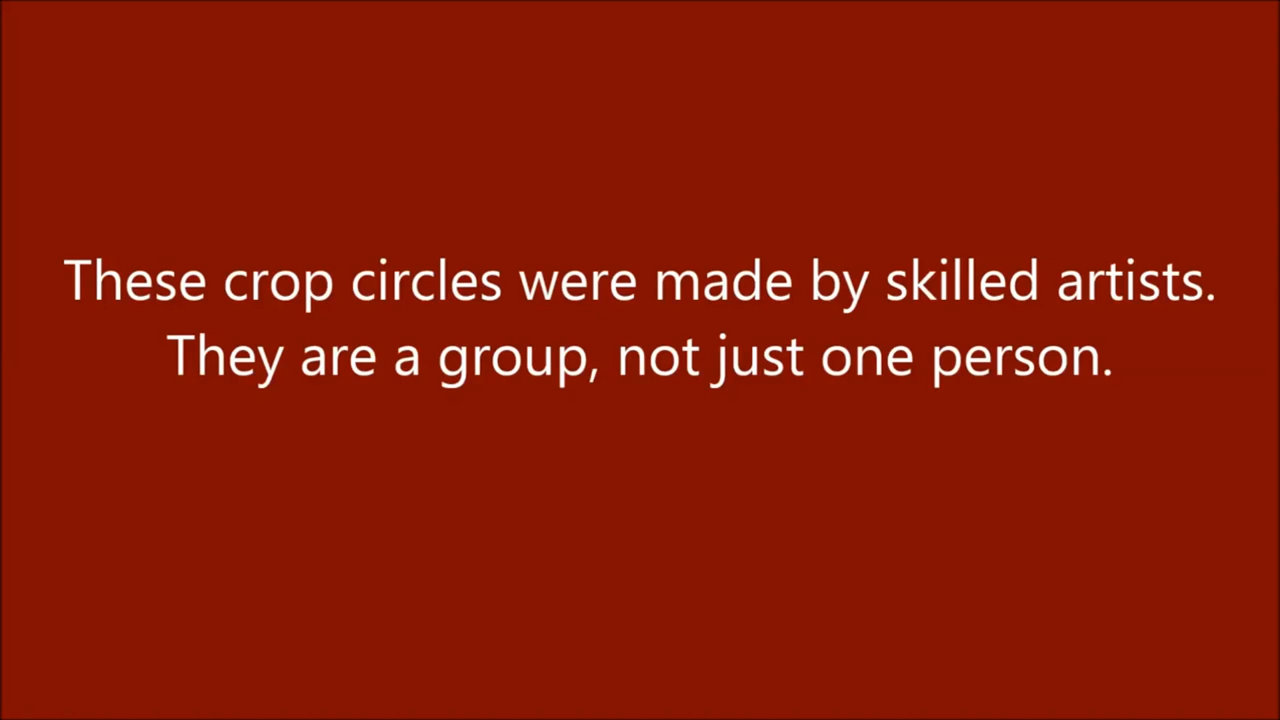 These crop circles were made by skilled artists.
They are a group, not just one person.